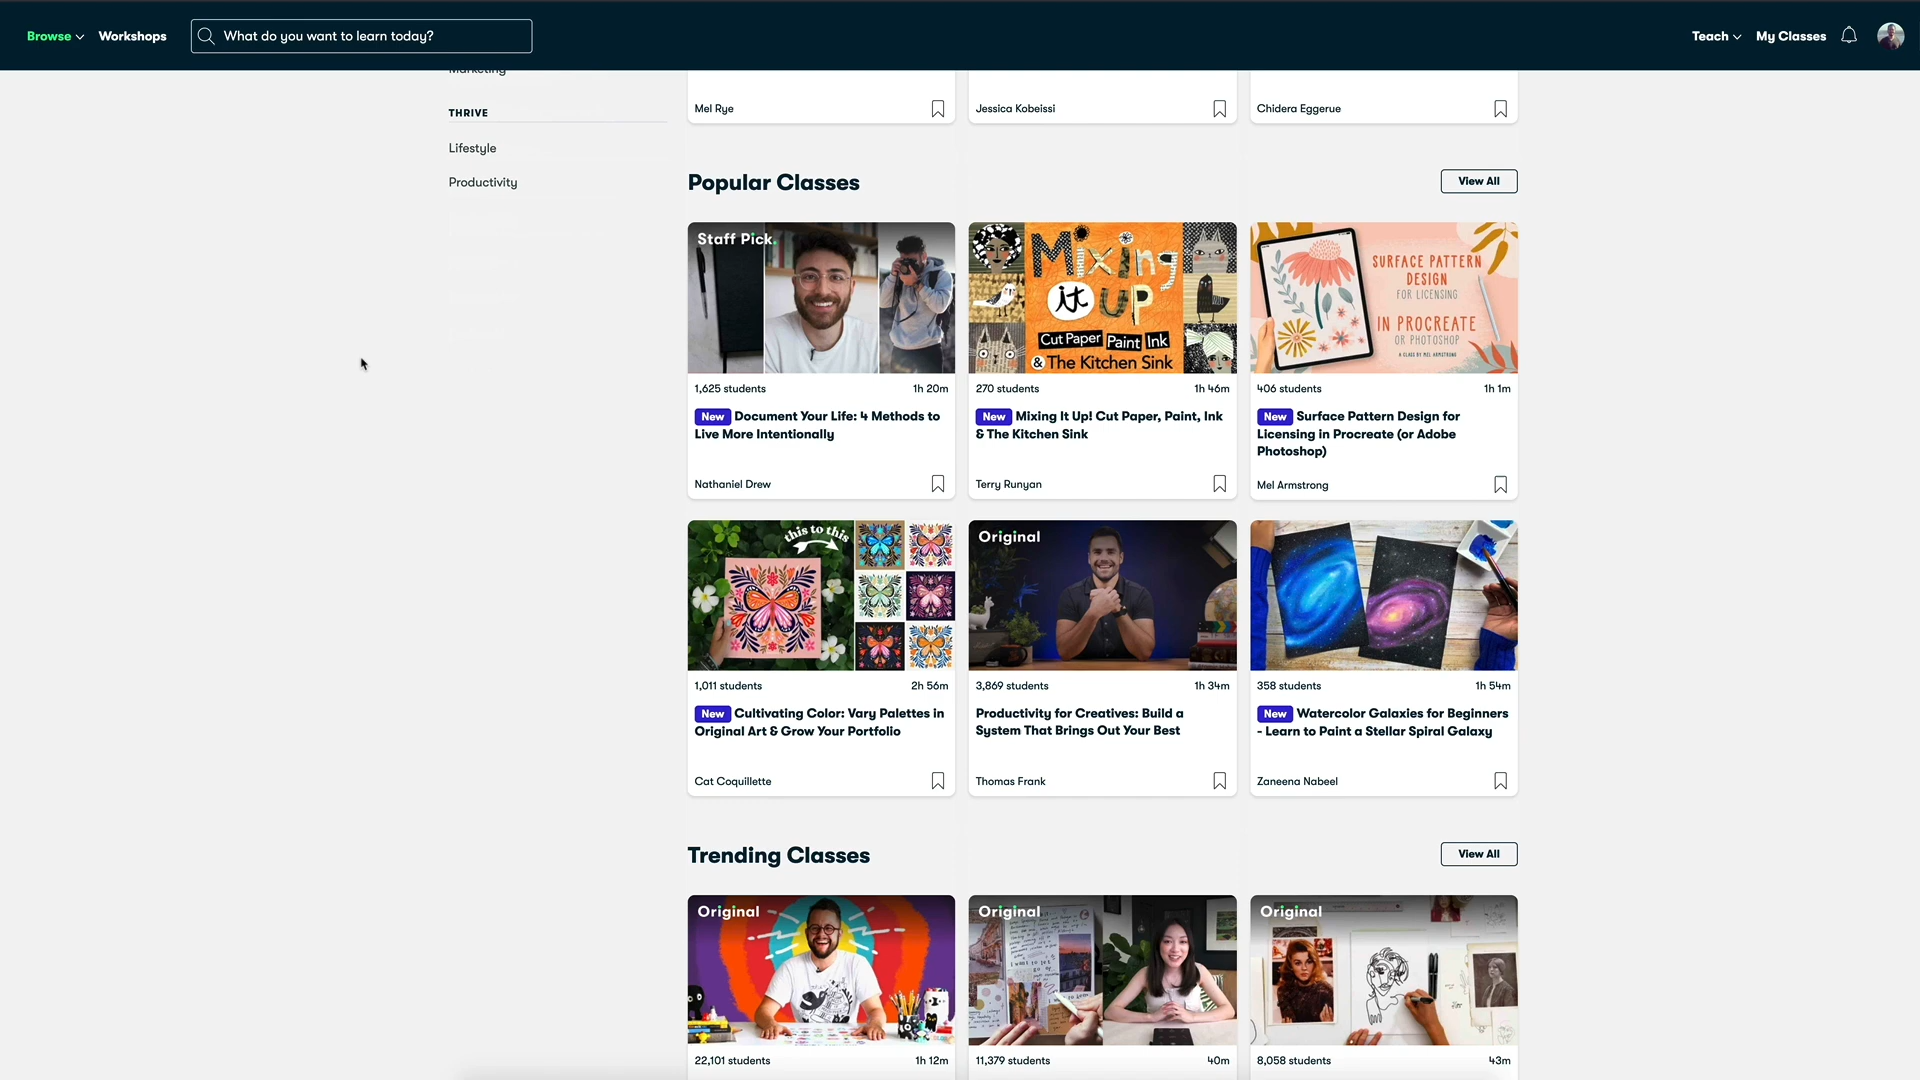 Browse
Workshops
What do you want to learn today?
Teach
My Classes
Marketing
THRIVE
Lifestyle
Productivity
Mel Rye
Jessica Kobeissi
Chidera Eggerue
Popular Classes
View All
Staff Pick.
1,625 students 1h 20m
New Document Your Life: 4 Methods to
Live More Intentionally
Nathaniel Drew
Mixing
it UP
Cut Paper Paint Ink
& The Kitchen Sink
270 students 1h 46m
New Mixing It Up! Cut Paper, Paint, Ink
& The Kitchen Sink
Terry Runyan
SURFACE PATTERN
DESIGN
FOR LICENSING
IN PROCREATE
OR PHOTOSHOP
A CLASS BY MEL ARMSTRONG
406 students 1h 1m
New Surface Pattern Design for
Licensing in Procreate (or Adobe
Photoshop)
Mel Armstrong
this to this
1,011 students 2h 56m
New Cultivating Color: Vary Palettes in
Original Art & Grow Your Portfolio
Cat Coquillette
Original
3,869 students 1h 34m
Productivity for Creatives: Build a
System That Brings Out Your Best
Thomas Frank
358 students 1h 54m
New Watercolor Galaxies for Beginners
- Learn to Paint a Stellar Spiral Galaxy
Zaneena Nabeel
Trending Classes
View All
Original
22,101 students 1h 12m
Original
11,379 students 40m
Original
8,058 students 43m